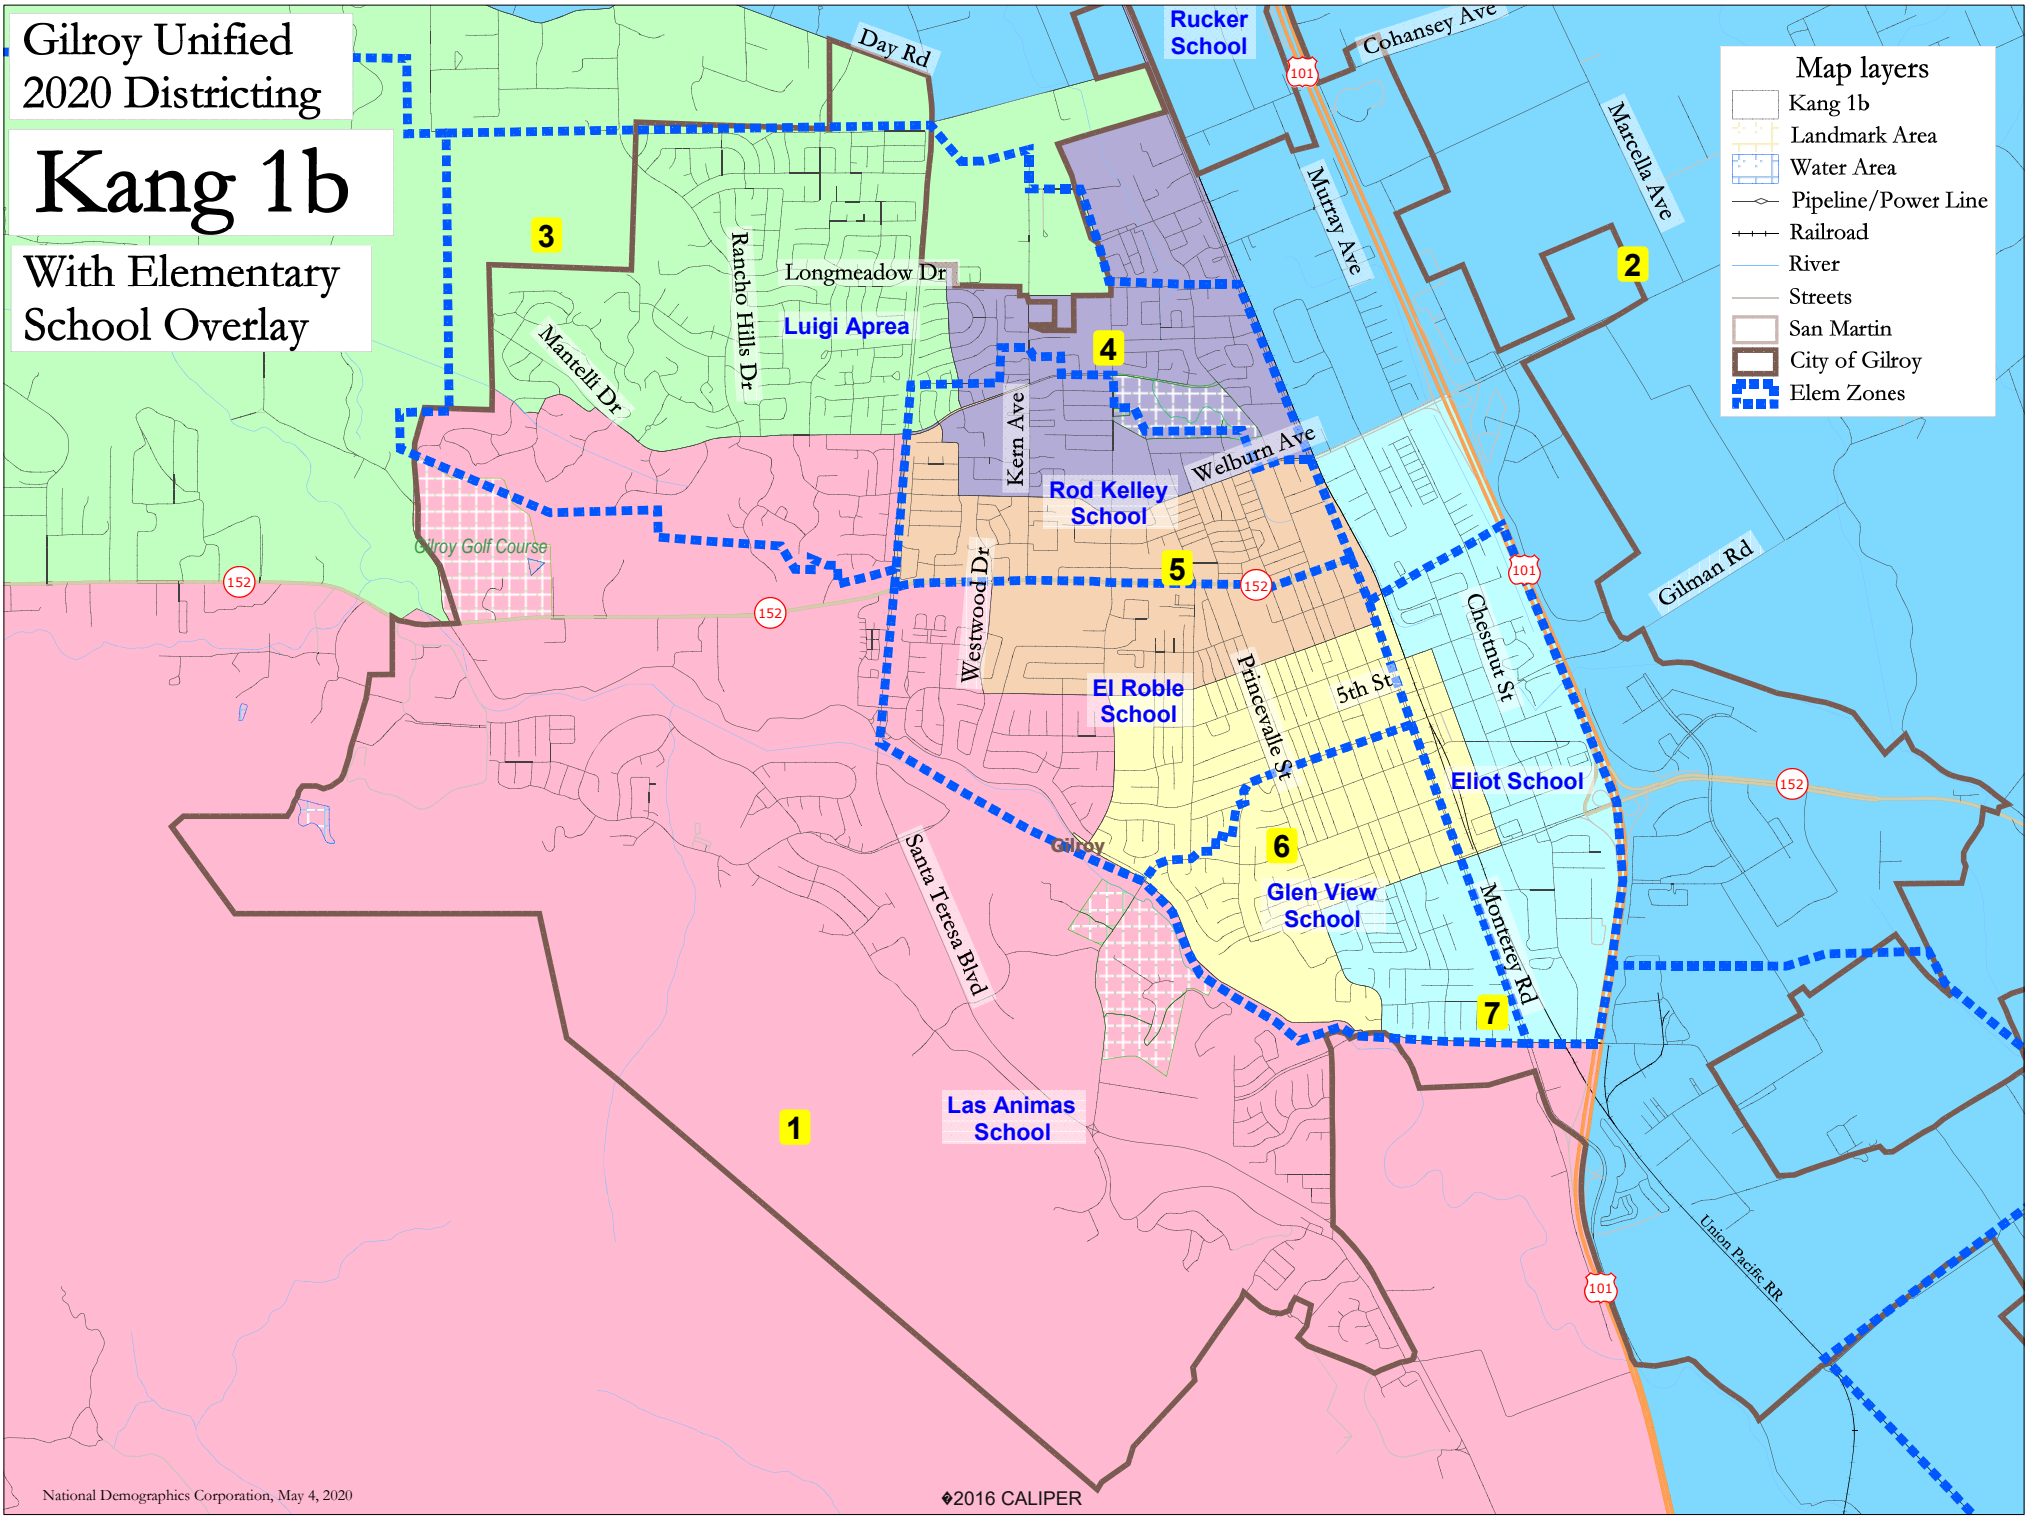 Gilroy Unified
2020 Districting
Kang 1b
With Elementary
School Overlay
Rucker
School
Day Rd
Cohansey Ave
101
Map layers
Kang 1b
Landmark Area
Water Area
Pipeline/Power Line
Railroad
River
Streets
San Martin
City of Gilroy
Elem Zones
Marcella Ave
Murray Ave
3
2
Rancho Hills Dr
Longmeadow Dr
Luigi Aprea
Mantelli Dr
4
Kern Ave
Welburn Ave
Rod Kelley
School
Gilroy Golf Course
152
152
Westwood Dr
5
152
101
Gilman Rd
Chestnut St
El Roble
School
Princevalle St
5th St
Eliot School
152
Gilroy
6
Glen View
School
Santa Teresa Blvd
Monterey Rd
7
Las Animas
School
1
Union Pacific RR
101
National Demographics Corporation, May 4, 2020
�2016 CALIPER